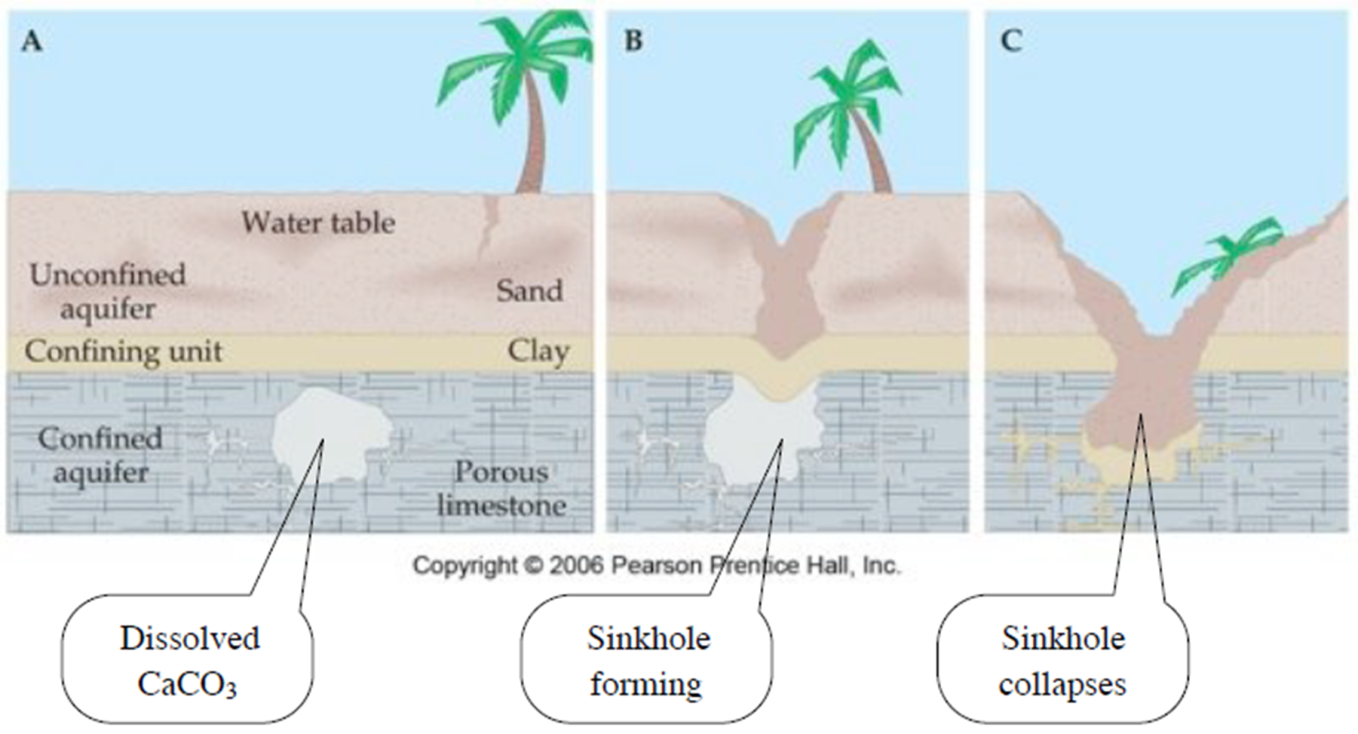 A
B
C
Water table
Unconfined
aquifer
Sand
Confining unit
Clay
Confined
aquifer
Porous
limestone
Copyright © 2006 Pearson Prentice Hall, Inc.
Dissolved
CaCO₃
Sinkhole
forming
Sinkhole
collapses